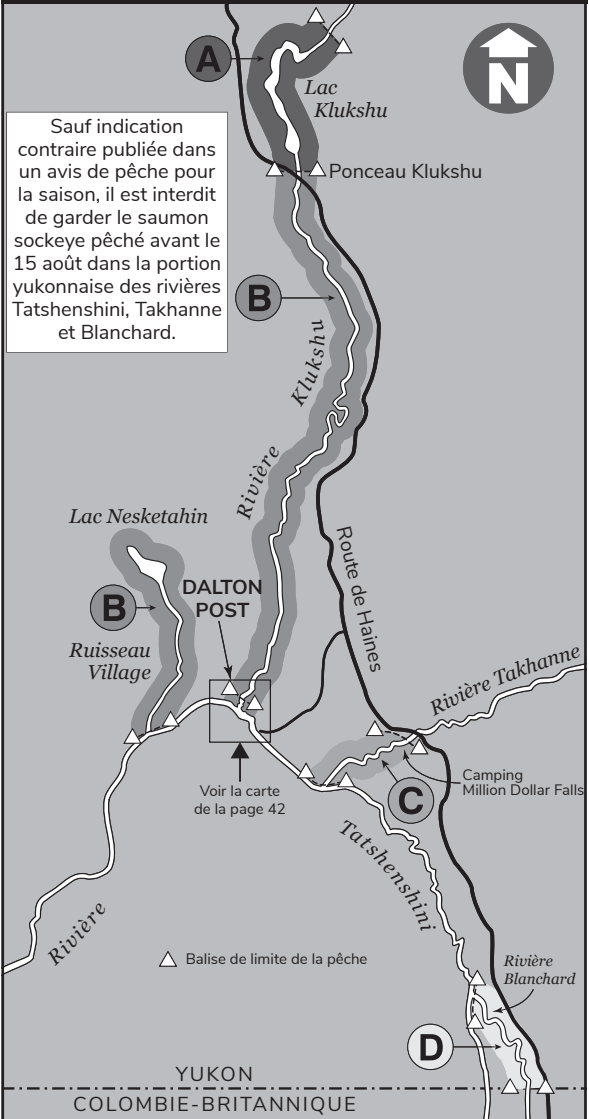 A
N
Lac
Klukshu
Sauf indication
contraire publiée dans
un avis de pêche pour
la saison, il est interdit
de garder le saumon
sockeye pêché avant le
15 août dans la portion
yukonnaise des rivières
Tatshenshini, Takhanne
et Blanchard.
Ponceau Klukshu
B
Rivière Klukshu
Lac Nesketahin
DALTON
POST
B
Ruisseau
Village
Route de Haines
Rivière Takhanne
Voir la carte
de la page 42
Camping
Million Dollar Falls
C
Rivière Tatshenshini
Balise de limite de la pêche
Rivière
Blanchard
D
YUKON
COLOMBIE-BRITANNIQUE